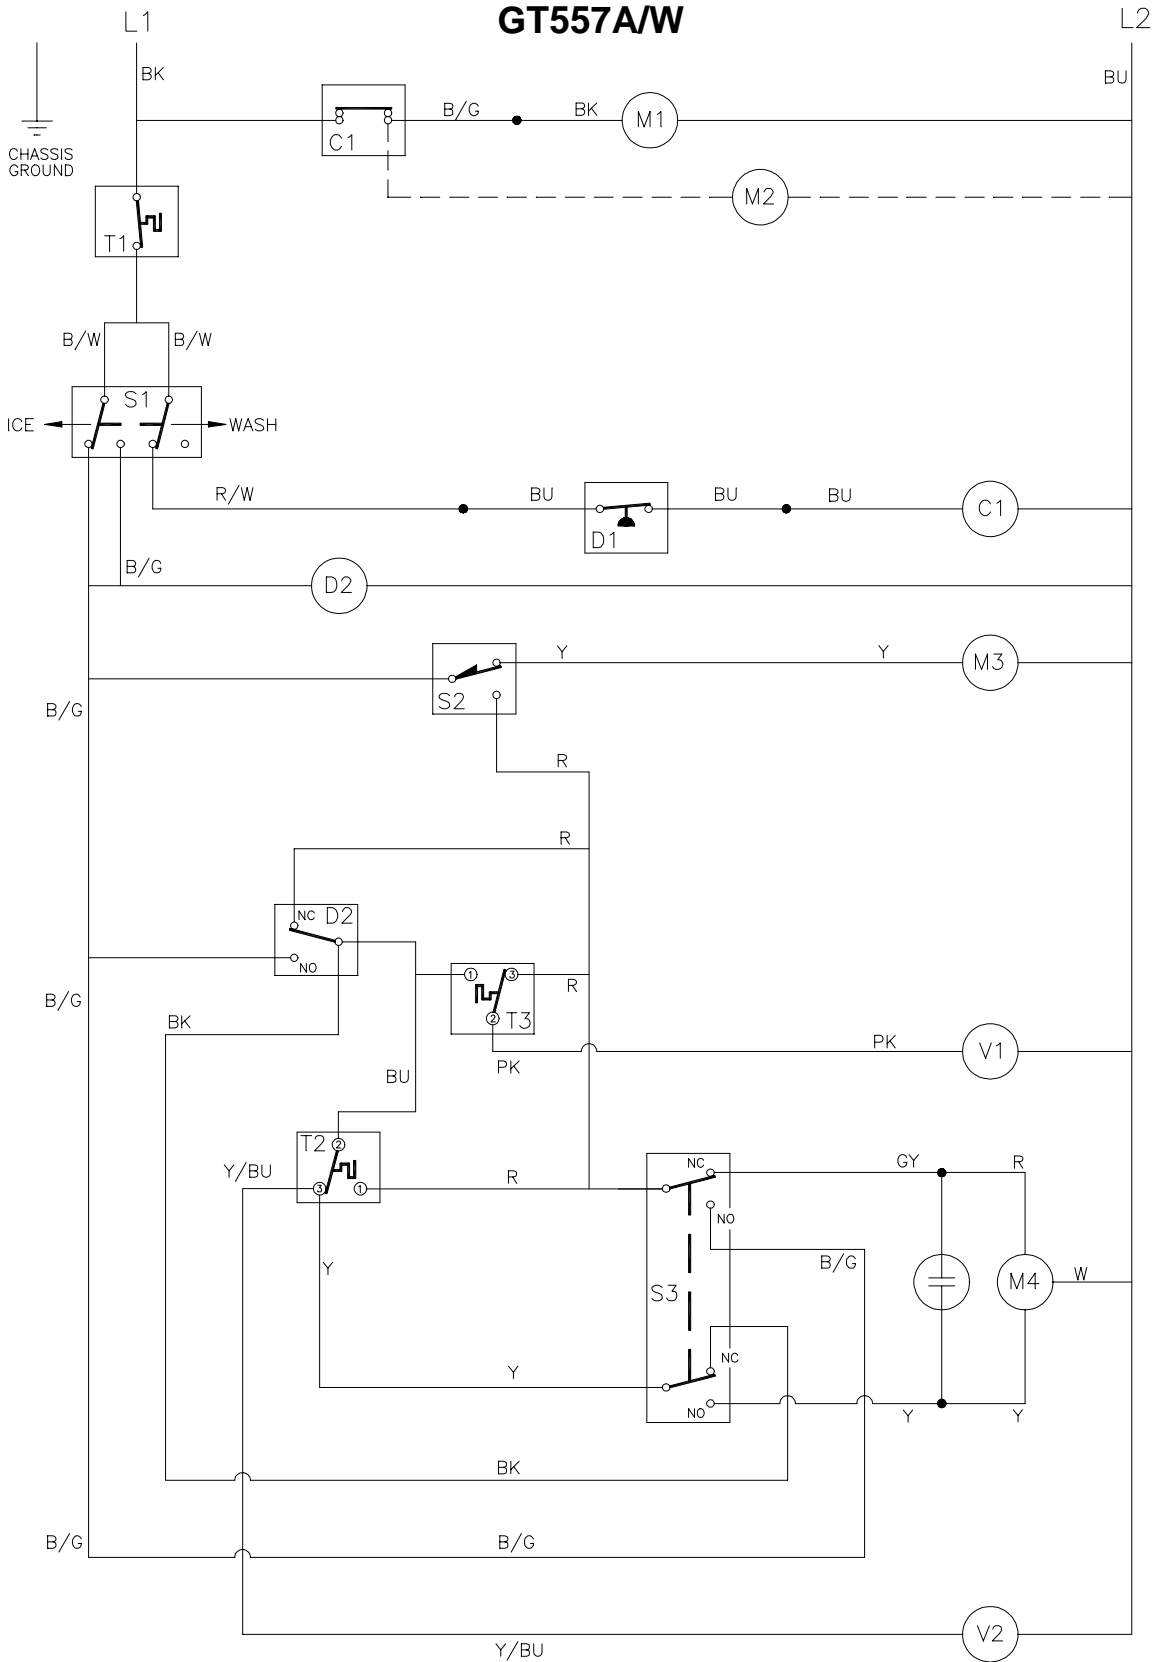 GT557A/W
L1
L2
BK
BU
B/G
BK
M1
C1
CHASSIS
GROUND
M2
T1
B/W
B/W
S1
ICE
WASH
R/W
BU
BU
BU
C1
D1
B/G
D2
Y
Y
M3
S2
B/G
R
R
NC
D2
NO
1
3
R
B/G
BK
2
T3
PK
V1
PK
BU
T2
2
Y/BU
3
1
R
NC
GY
R
NO
B/G
Y
S3
M4
W
NC
Y
NO
Y
Y
BK
B/G
B/G
V2
Y/BU